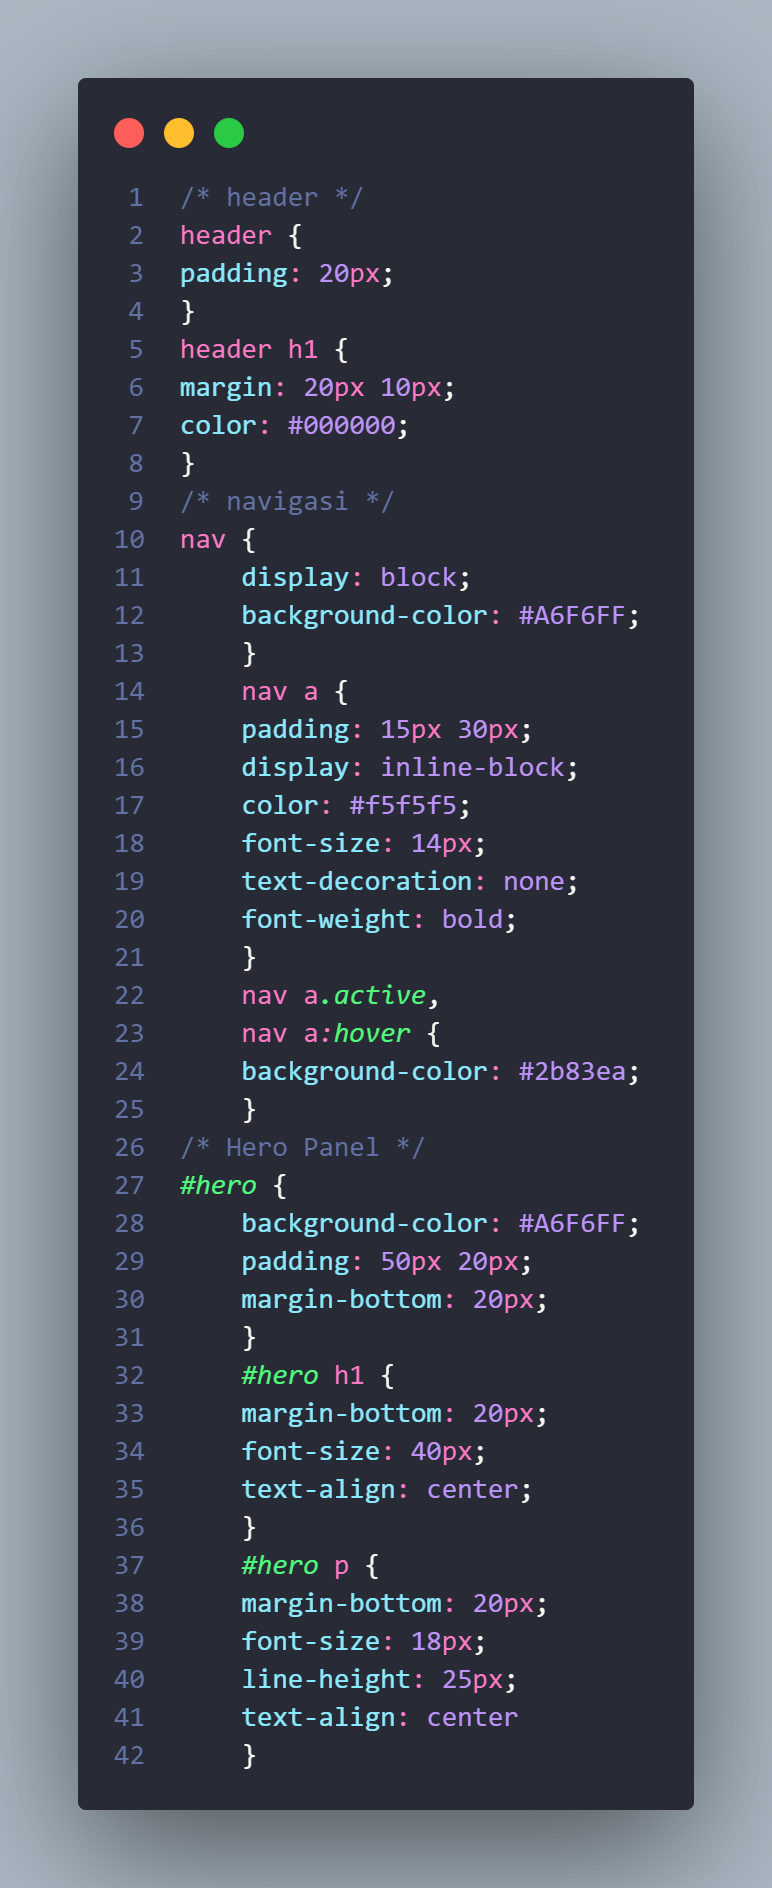 1 /* header */
2 header {
3 padding: 20px;
4 }
5 header h1 {
6 margin: 20px 10px;
7 color: #000000;
8 }
9 /* navigasi */
10 nav {
11     display: block;
12     background-color: #A6F6FF;
13     }
14     nav a {
15     padding: 15px 30px;
16     display: inline-block;
17     color: #f5f5f5;
18     font-size: 14px;
19     text-decoration: none;
20     font-weight: bold;
21     }
22     nav a.active,
23     nav a:hover {
24     background-color: #2b83ea;
25     }
26 /* Hero Panel */
27 #hero {
28     background-color: #A6F6FF;
29     padding: 50px 20px;
30     margin-bottom: 20px;
31     }
32     #hero h1 {
33     margin-bottom: 20px;
34     font-size: 40px;
35     text-align: center;
36     }
37     #hero p {
38     margin-bottom: 20px;
39     font-size: 18px;
40     line-height: 25px;
41     text-align: center
42     }